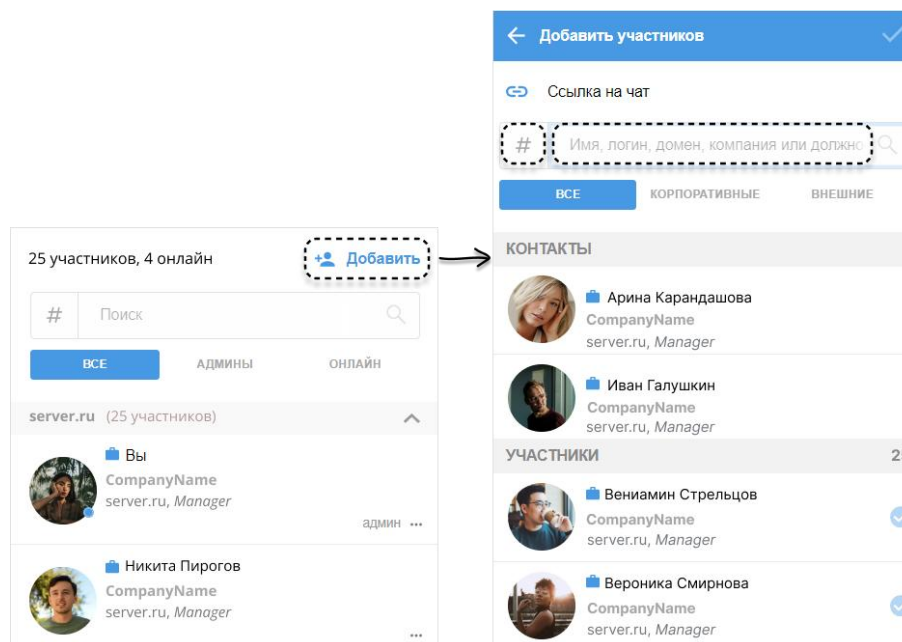 25 участников, 4 онлайн
Добавить
# Поиск
ВСЕ АДМИНЫ ОНЛАЙН
server.ru (25 участников)
Вы
CompanyName
server.ru, Manager
админ
Никита Пирогов
CompanyName
server.ru, Manager
Добавить участников
Ссылка на чат
# Имя, логин, домен, компания или должно
ВСЕ КОРПОРАТИВНЫЕ ВНЕШНИЕ
КОНТАКТЫ
Арина Карандашова
CompanyName
server.ru, Manager
Иван Галушкин
CompanyName
server.ru, Manager
УЧАСТНИКИ
Вениамин Стрельцов
CompanyName
server.ru, Manager
Вероника Смирнова
CompanyName
server.ru, Manager